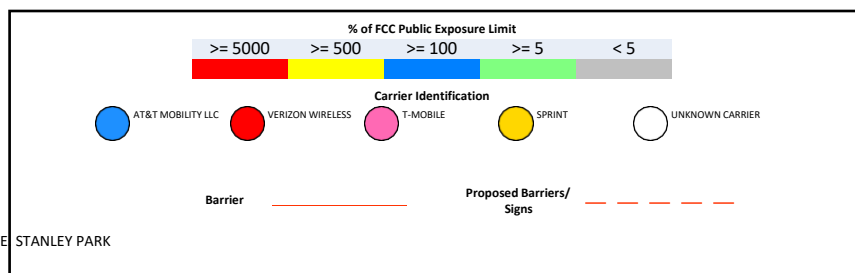 % of FCC Public Exposure Limit
>= 5000 >= 500 >= 100 >= 5 < 5
Carrier Identification
AT&T MOBILITY LLC VERIZON WIRELESS T-MOBILE SPRINT UNKNOWN CARRIER
Barrier Proposed Barriers/
Signs
E STANLEY PARK